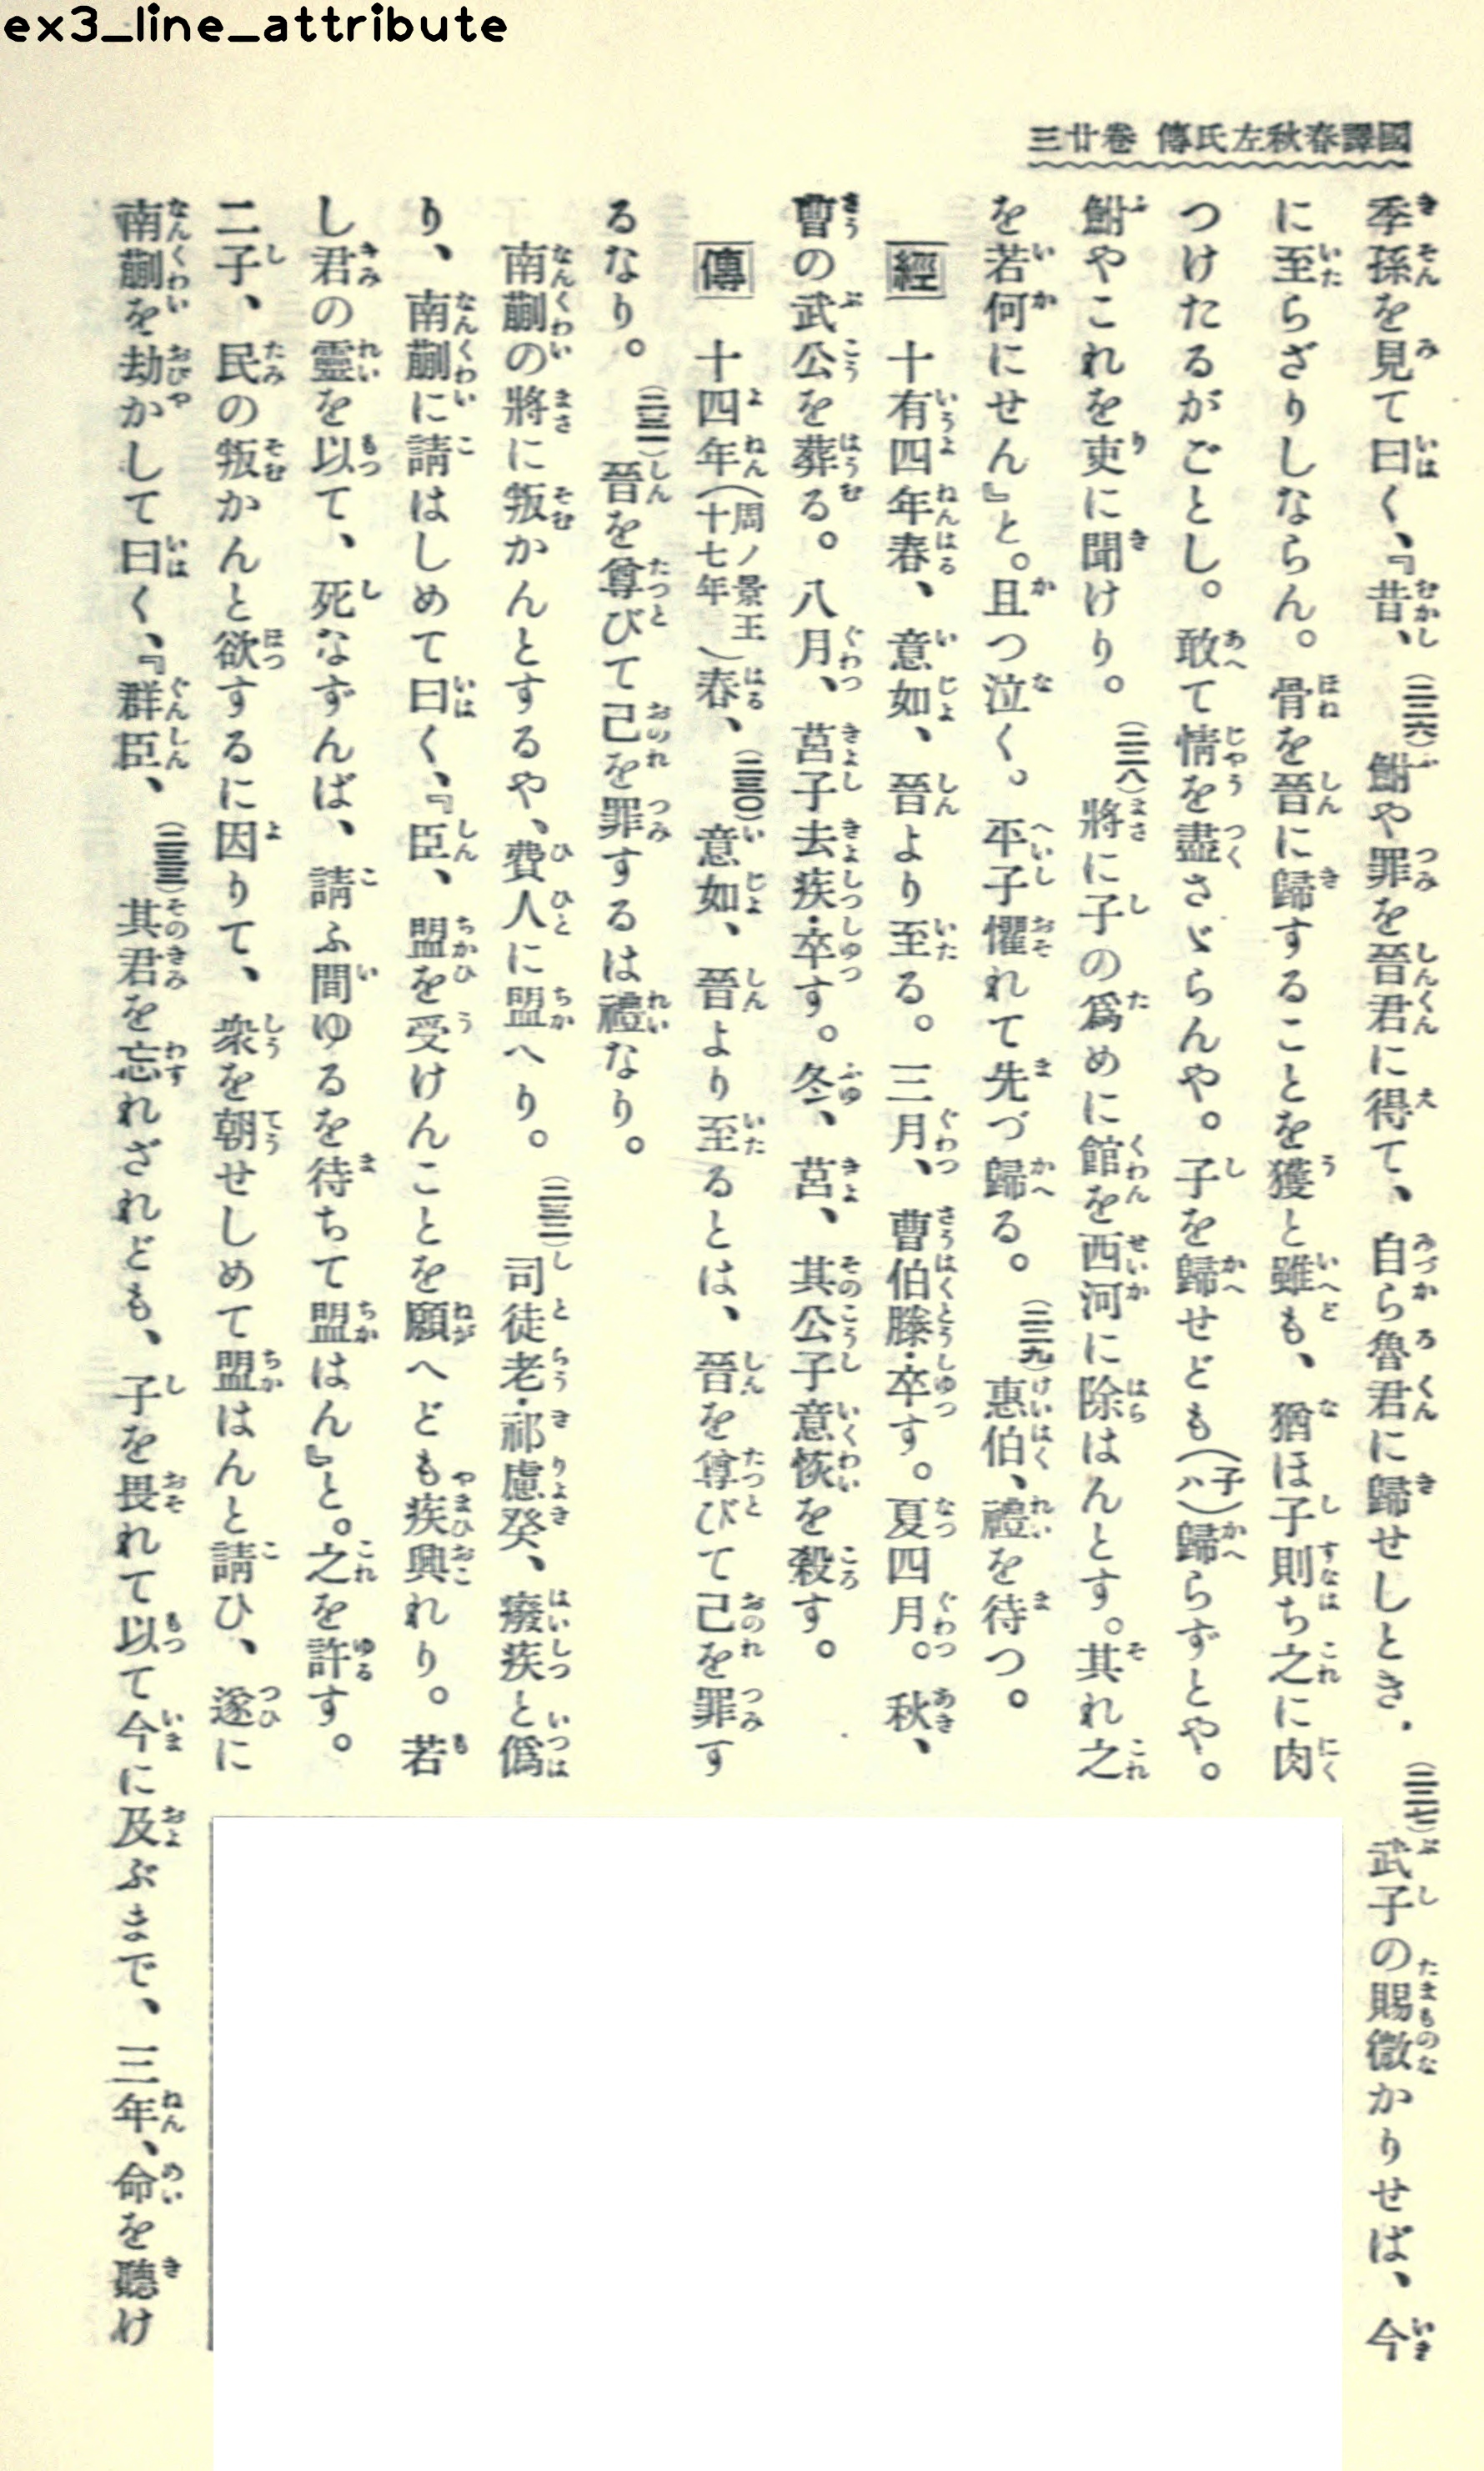 ex3_line_attribute
國譯春秋左氏傳 卷廿三
季孫を見て曰く、『昔、(二二六)鮒や罪を晉君に得て、自ら魯君に歸せしとき.(二二七)武子の賜微かりせば、今
に至らざりしならん。骨を晉に歸することを獲と雖も、猶ほ子則ち之に肉
つけたるがごとし。敢て情を盡さゞらんや。子を歸せども(子ハ)歸らずとや。
鮒やこれを吏に聞けり。(二二八)將に子の爲めに館を西河に除はんとす。其れ之
を若何にせん』と。且つ泣く。平子懼れて先づ歸る。(二二九)惠伯、禮を待つ。
經 十有四年春、意如、晉より至る。三月、曹伯滕・卒す。夏四月。秋、
曹の武公を葬る。八月、莒子去疾・卒す。冬、莒、其公子意恢を殺す。
傳 十四年(周ノ景王十七年)春、(二三〇)意如、晉より至るとは、晉を尊びて己を罪す
るなり。(二三一)晉を尊びて己を罪するは禮なり。
南蒯の將に叛かんとするや、費人に盟へり。(二三二)司徒老・祁慮癸、癈疾と僞
り、南蒯に請はしめて曰く、『臣、盟を受けんことを願へども疾興れり。若
し君の靈を以て、死なずんば、請ふ間ゆるを待ちて盟はん』と。之を許す。
二子、民の叛かんと欲するに因りて、衆を朝せしめて盟はんと請ひ、遂に
南蒯を劫かして曰く、『群臣、(二三三)其君を忘れざれども、子を畏れて以て今に及ぶまで、三年、命を聽け